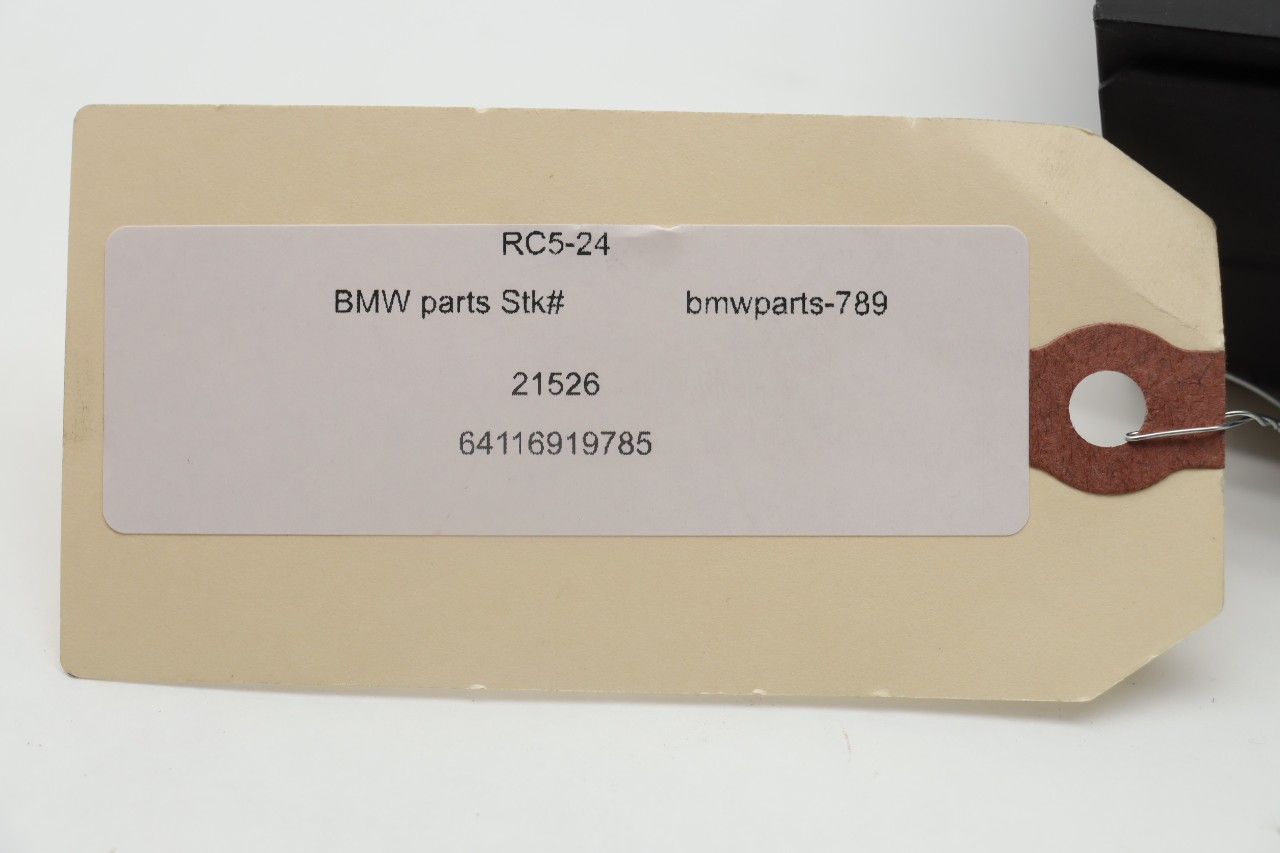 RC5-24
BMW parts Stk# bmwparts-789
21526
64116919785